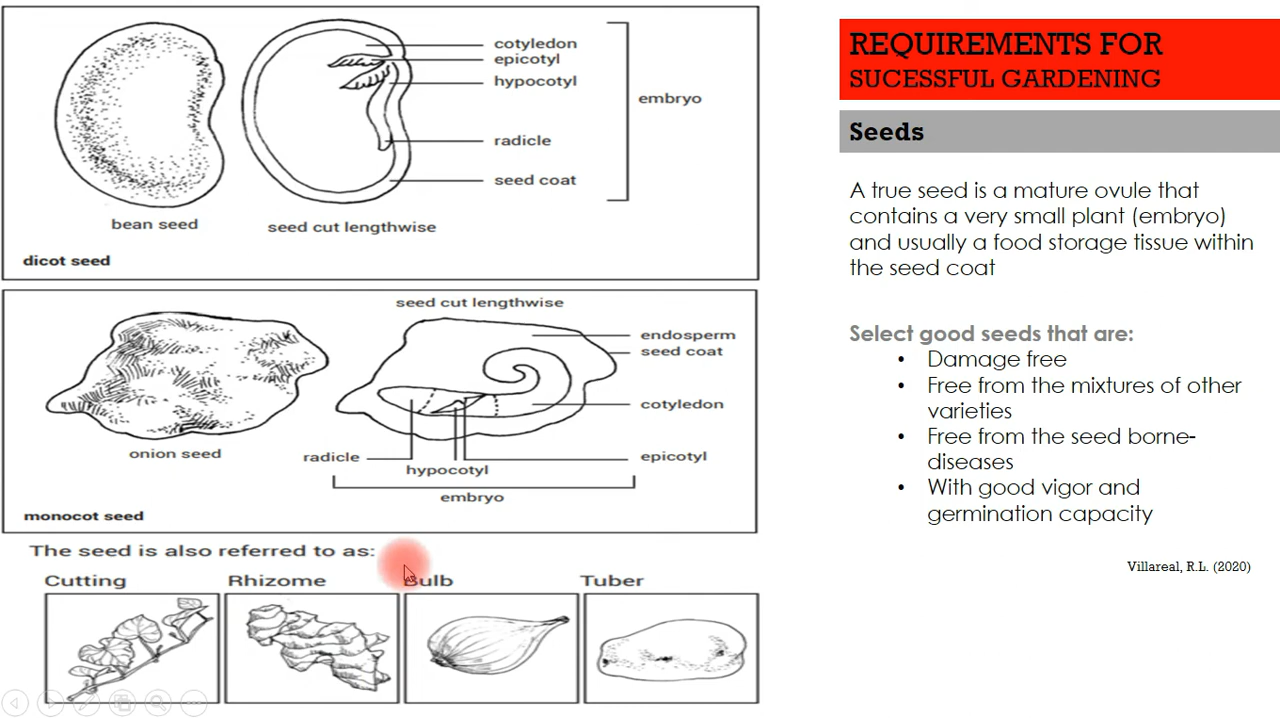 cotyledon
epicotyl
hypocotyl
embryo
radicle
seed coat
bean seed
seed cut lengthwise
dicot seed
seed cut lengthwise
endosperm
seed coat
cotyledon
onion seed
radicle
epicotyl
hypocotyl
embryo
monocot seed
The seed is also referred to as:
Cutting Rhizome Bulb Tuber
REQUIREMENTS FOR
SUCESSFUL GARDENING
Seeds
A true seed is a mature ovule that
contains a very small plant (embryo)
and usually a food storage tissue within
the seed coat
Select good seeds that are:
• Damage free
• Free from the mixtures of other
varieties
• Free from the seed borne-
diseases
• With good vigor and
germination capacity
Villareal, R.L. (2020)